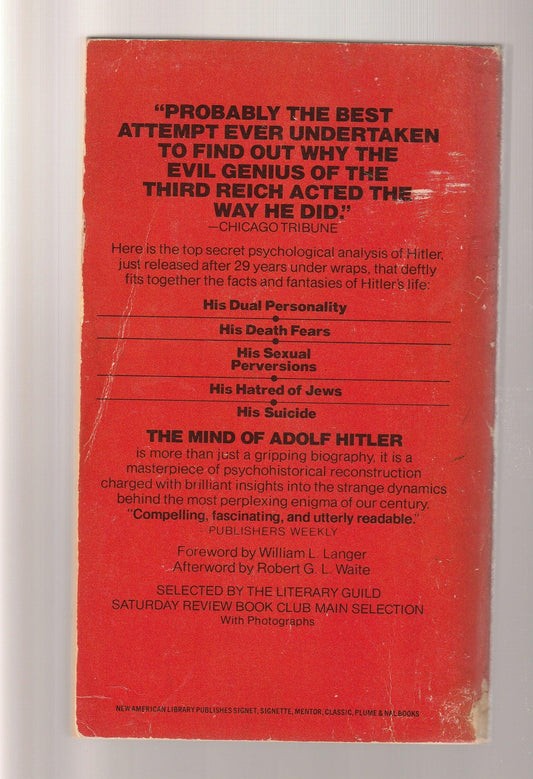 “PROBABLY THE BEST
ATTEMPT EVER UNDERTAKEN
TO FIND OUT WHY THE
EVIL GENIUS OF THE
THIRD REICH ACTED THE
WAY HE DID.”
—CHICAGO TRIBUNE
Here is the top secret psychological analysis of Hitler,
just released after 29 years under wraps, that deftly
fits together the facts and fantasies of Hitler's life:
His Dual Personality
His Death Fears
His Sexual
Perversions
His Hatred of Jews
His Suicide
THE MIND OF ADOLF HITLER
is more than just a gripping biography, it is a
masterpiece of psychohistorical reconstruction
charged with brilliant insights into the strange dynamics
behind the most perplexing enigma of our century.
“Compelling, fascinating, and utterly readable.”
—PUBLISHERS WEEKLY
Foreword by William L. Langer
Afterword by Robert G. L. Waite
SELECTED BY THE LITERARY GUILD
SATURDAY REVIEW BOOK CLUB MAIN SELECTION
With Photographs
NEW AMERICAN LIBRARY PUBLISHES SIGNET, SIGNETTE, MENTOR, CLASSIC, PLUME & NAL BOOKS